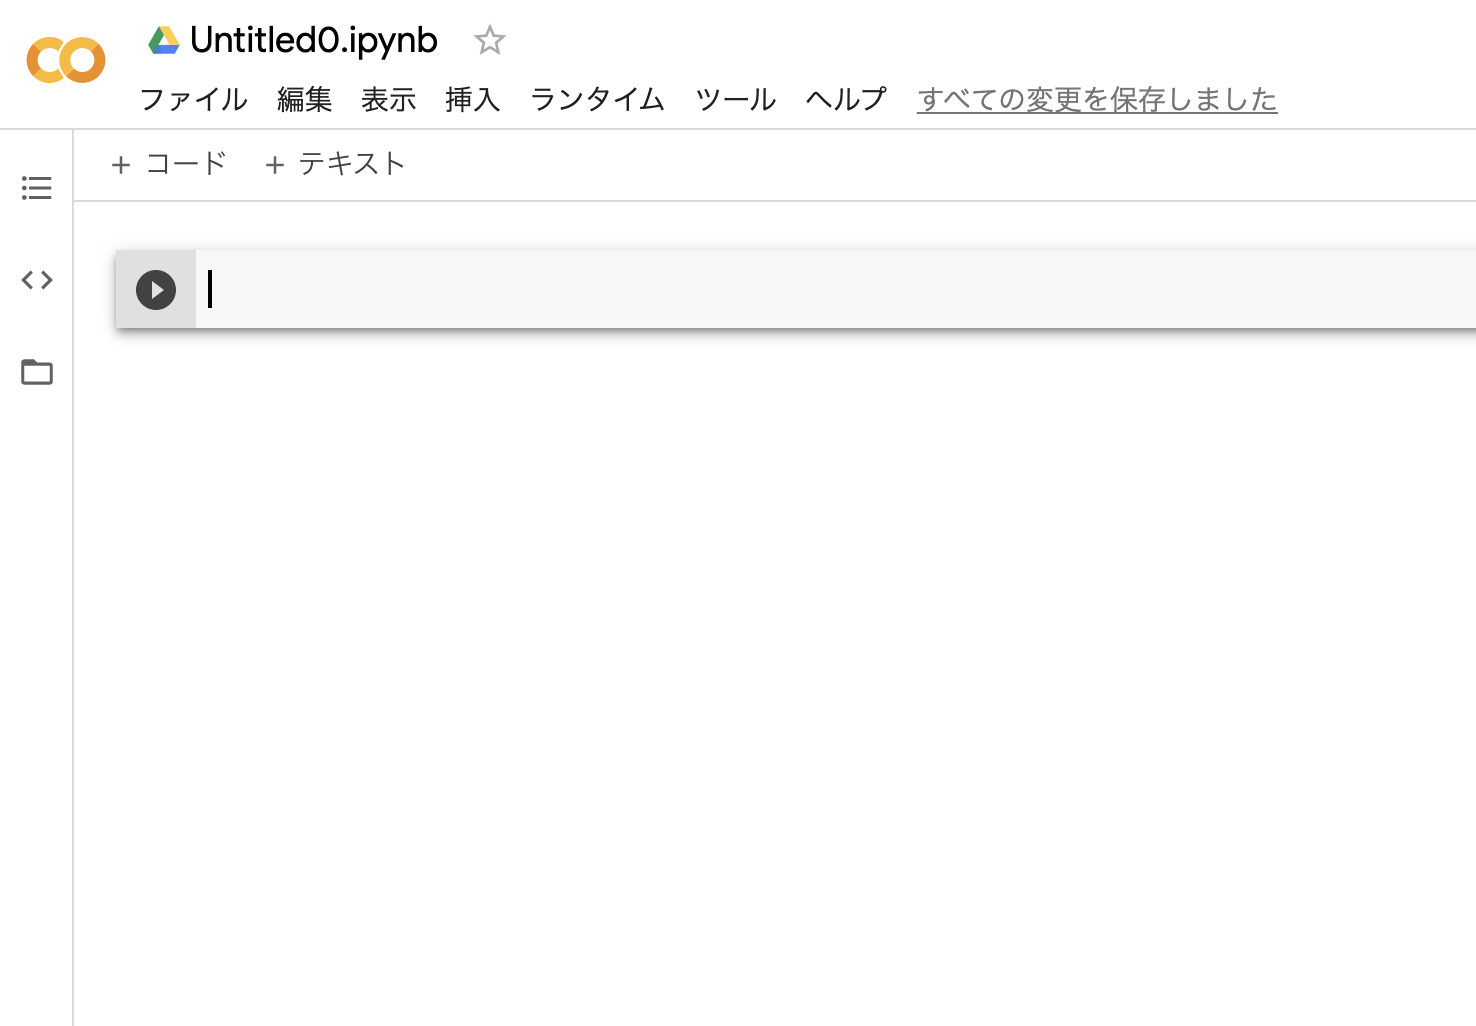 Untitled0.ipynb
ファイル 編集 表示 挿入 ランタイム ツール ヘルプ すべての変更を保存しました
+ コード + テキスト